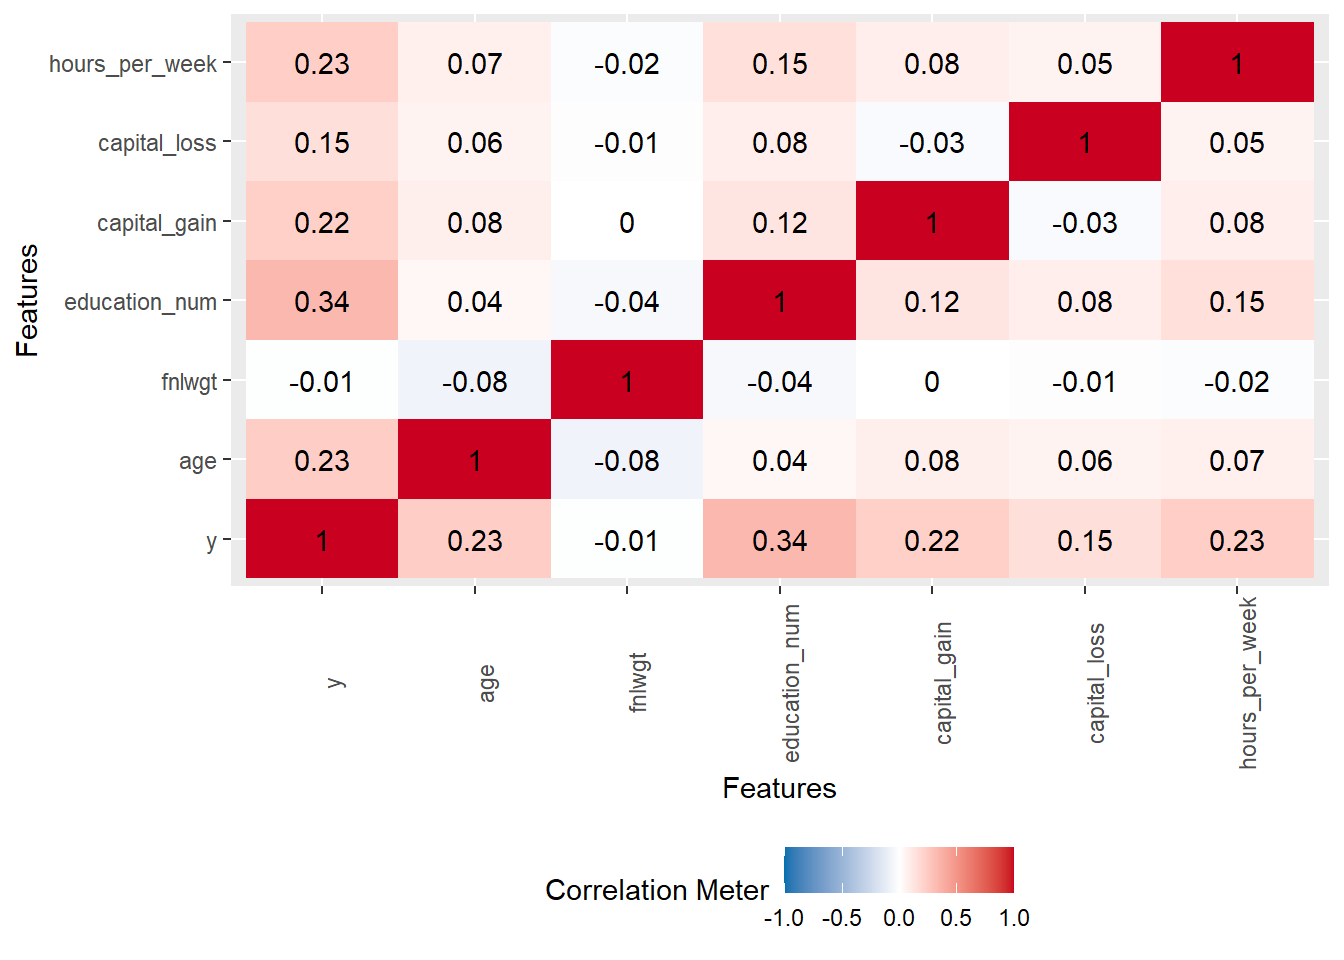 hours_per_week 0.23 0.07 -0.02 0.15 0.08 0.05 1
capital_loss 0.15 0.06 -0.01 0.08 -0.03 1 0.05
capital_gain 0.22 0.08 0 0.12 1 -0.03 0.08
education_num 0.34 0.04 -0.04 1 0.12 0.08 0.15
fnlwgt -0.01 -0.08 1 -0.04 0 -0.01 -0.02
age 0.23 1 -0.08 0.04 0.08 0.06 0.07
y 1 0.23 -0.01 0.34 0.22 0.15 0.23
Features
y age fnlwgt education_num capital_gain capital_loss hours_per_week
Features
Correlation Meter
-1.0 -0.5 0.0 0.5 1.0